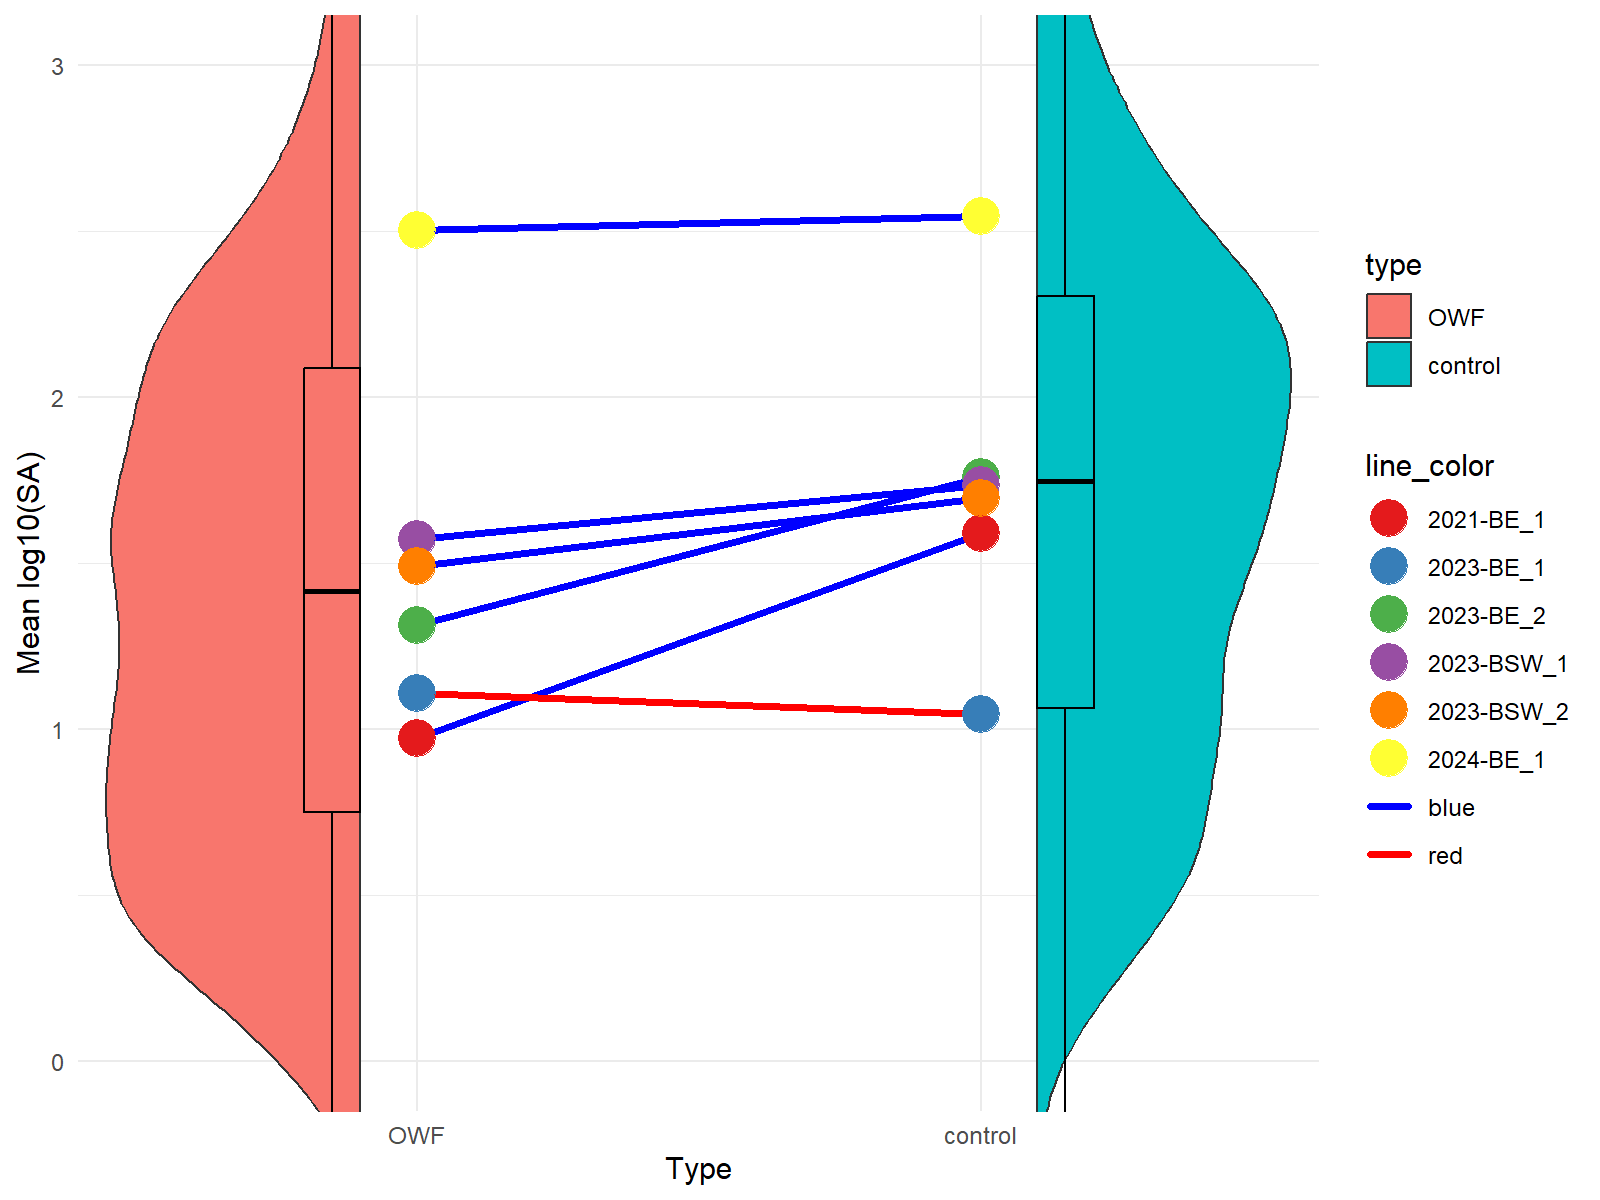 Mean log10(SA)
3
2
1
0
OWF
control
Type
type
OWF
control
line_color
2021-BE_1
2023-BE_1
2023-BE_2
2023-BSW_1
2023-BSW_2
2024-BE_1
blue
red